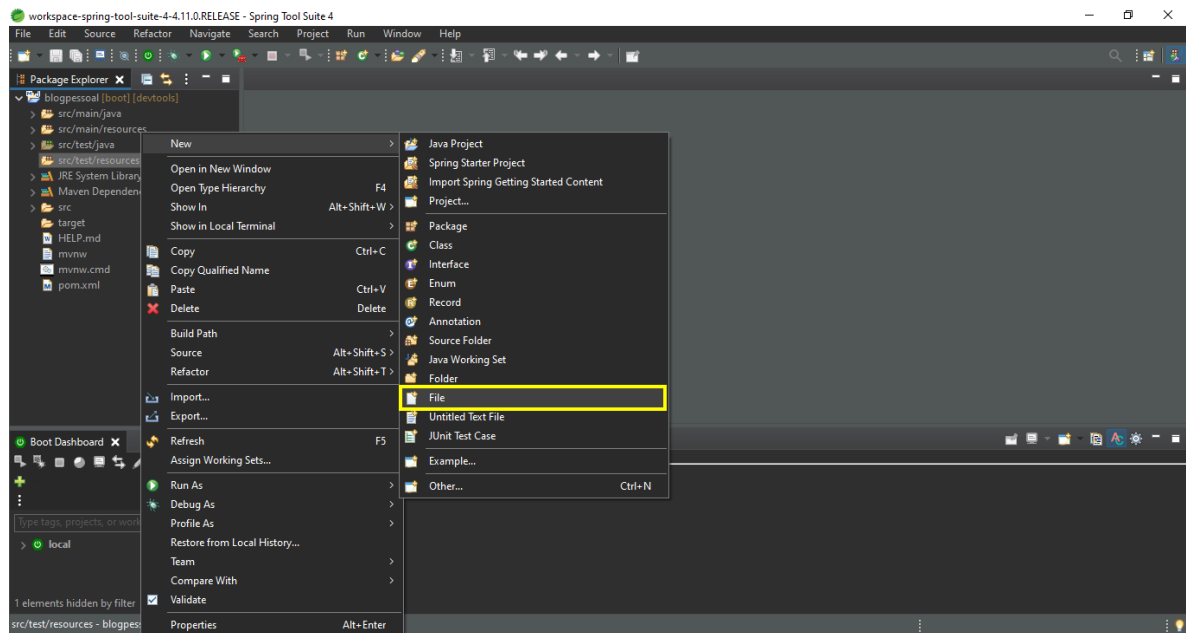 workspace-spring-tool-suite-4-4.11.0.RELEASE - Spring Tool Suite 4
File Edit Source Refactor Navigate Search Project Run Window Help
Package Explorer
blogpessoal [boot] [devtools]
src/main/java
src/main/resources
src/test/java
src/test/resources
JRE System Library
Maven Dependen
src
target
HELP.md
mvnw
mvnw.cmd
pom.xml
New
Open in New Window
Open Type Hierarchy F4
Show In Alt+Shift+W >
Show in Local Terminal
Copy Ctrl+C
Copy Qualified Name
Paste Ctrl+V
Delete Delete
Build Path
Source Alt+Shift+S >
Refactor Alt+Shift+T >
Import...
Export...
Refresh F5
Assign Working Sets...
Run As
Debug As
Profile As
Restore from Local History...
Team
Compare With
Validate
Properties Alt+Enter
Java Project
Spring Starter Project
Import Spring Getting Started Content
Project...
Package
Class
Interface
Enum
Record
Annotation
Source Folder
Java Working Set
Folder
File
Untitled Text File
JUnit Test Case
Example...
Other... Ctrl+N
Boot Dashboard
Type tags, projects, or work
local
1 elements hidden by filter
src/test/resources - blogpes